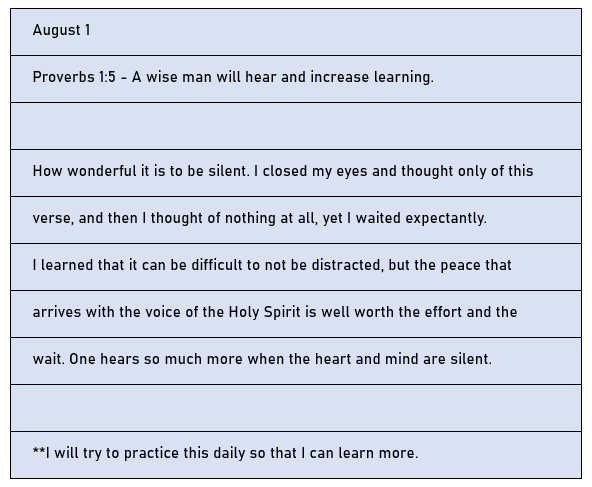 August 1
Proverbs 1:5 - A wise man will hear and increase learning.
How wonderful it is to be silent. I closed my eyes and thought only of this
verse, and then I thought of nothing at all, yet I waited expectantly.
I learned that it can be difficult to not be distracted, but the peace that
arrives with the voice of the Holy Spirit is well worth the effort and the
wait. One hears so much more when the heart and mind are silent.
**I will try to practice this daily so that I can learn more.